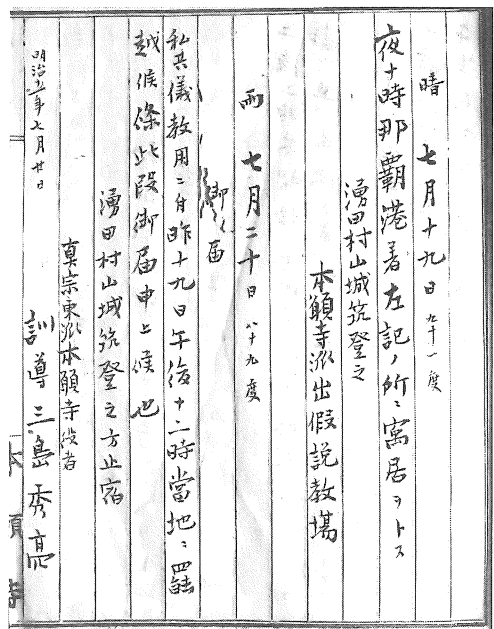 晴 七月十九日 九十一度
夜十時那覇港着左記ノ所ニ寓居ヲトス
湧田村山城筑登之
本願寺派出假説教場
雨 七月二十日 八十九度
御届
私共儀教用ニ付昨十九日午後十二時當地ニ罷
越候條此段御届申上候也
湧田村山城筑登之方止宿
真宗東派本願寺役者
明治 年七月廿日 訓導 三島秀亮
本願寺